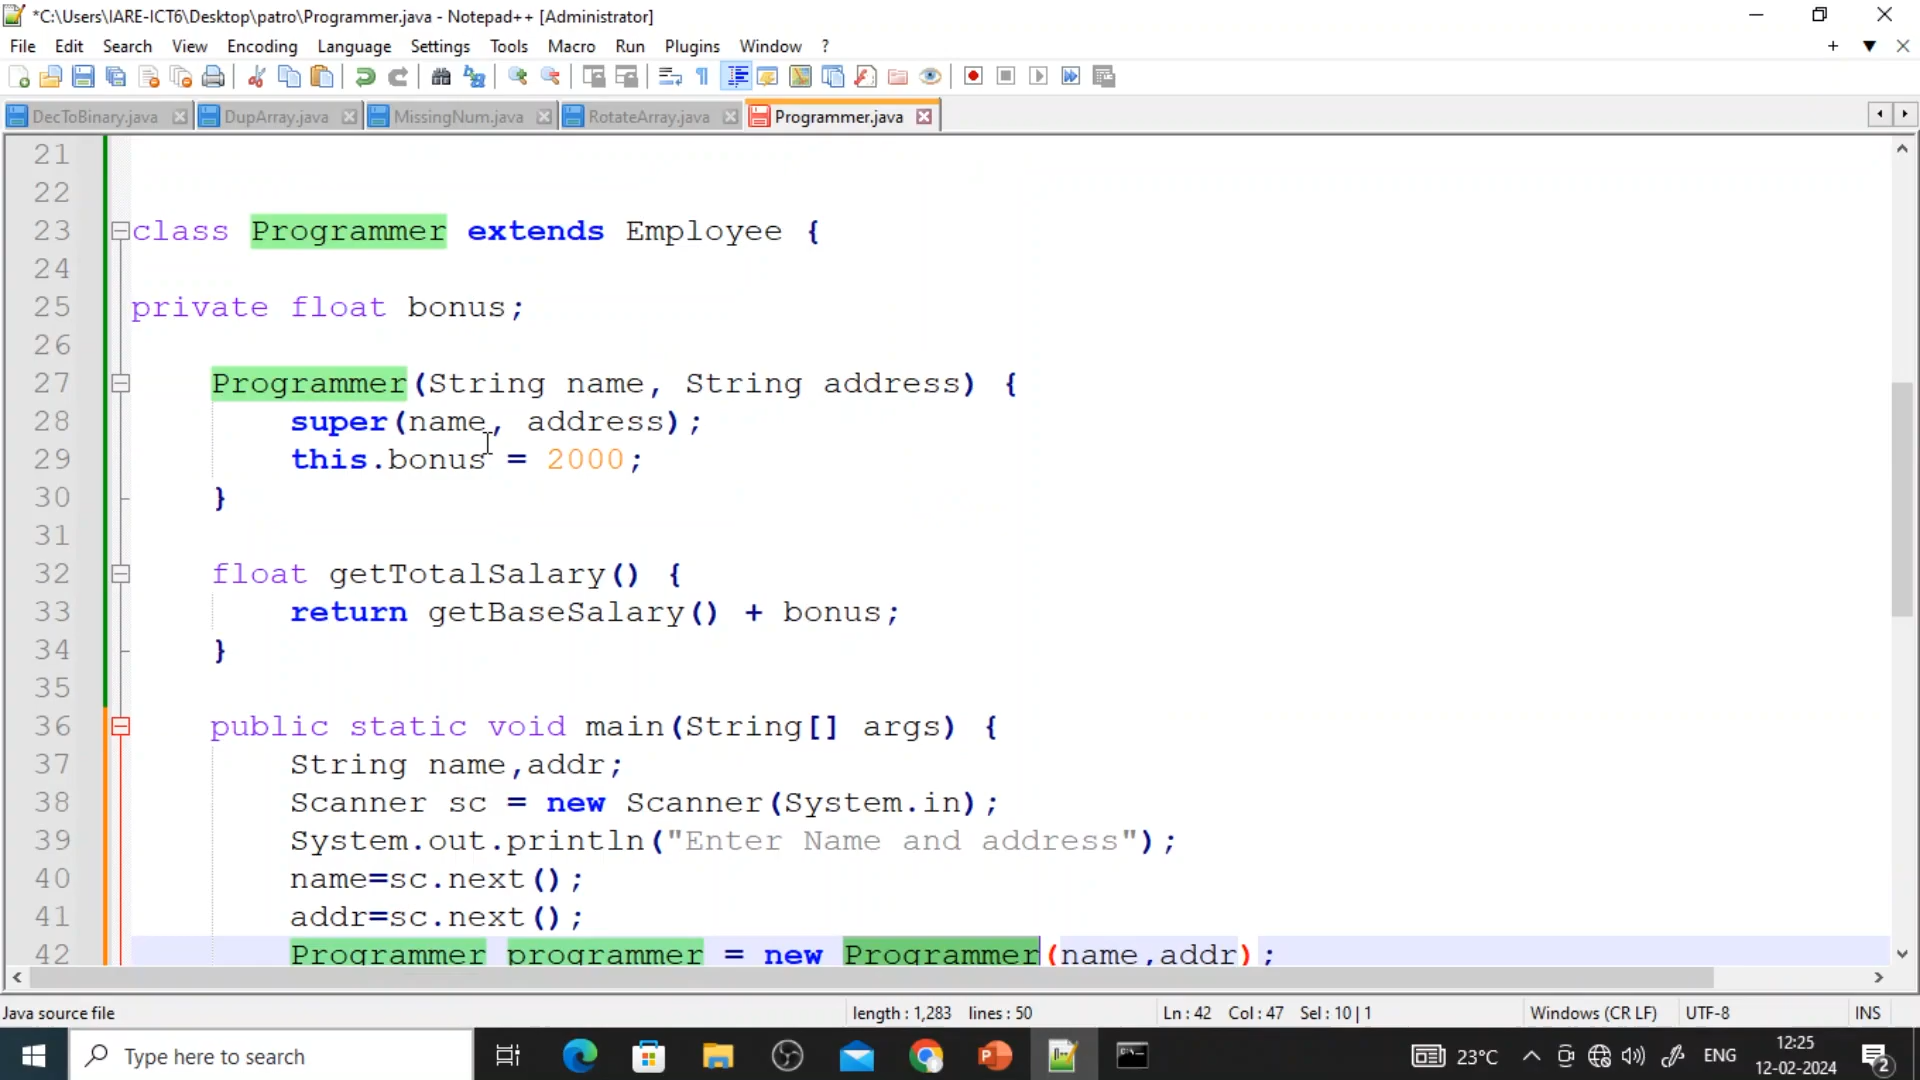 *C:\Users\IARE-ICT6\Desktop\patro\Programmer.java - Notepad++ [Administrator]
File Edit Search View Encoding Language Settings Tools Macro Run Plugins Window ?
DecToBinary.java DupArray.java MissingNum.java RotateArray.java Programmer.java
21
22
23 class Programmer extends Employee {
24
25 private float bonus;
26
27 Programmer(String name, String address) {
28 super(name, address);
29 this.bonus = 2000;
30 }
31
32 float getTotalSalary() {
33 return getBaseSalary() + bonus;
34 }
35
36 public static void main(String[] args) {
37 String name,addr;
38 Scanner sc = new Scanner(System.in);
39 System.out.println("Enter Name and address");
40 name=sc.next();
41 addr=sc.next();
42 Programmer programmer = new Programmer(name,addr);
Java source file length : 1,283 lines : 50 Ln : 42 Col : 47 Sel : 10 | 1 Windows (CR LF) UTF-8 INS
Type here to search 23°C ENG 12:25
12-02-2024 2